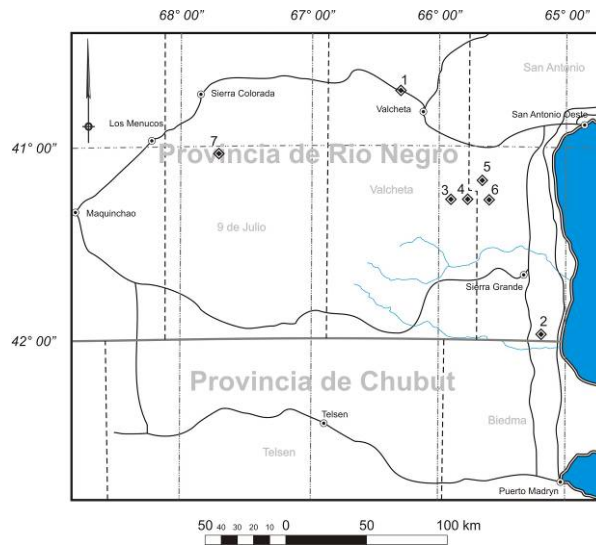 68° 00" 67° 00" 66° 00" 65° 00"
San Antonio
1
Sierra Colorada
Valcheta
San Antonio Oeste
Los Menucos
41° 00"
7
Provincia de Río Negro
5
Valcheta
3 4 6
Maquinchao
9 de Julio
Sierra Grande
2
42° 00"
Provincia de Chubut
Telsen
Biedma
Telsen
Puerto Madryn
50 40 30 20 10 0 50 100 km